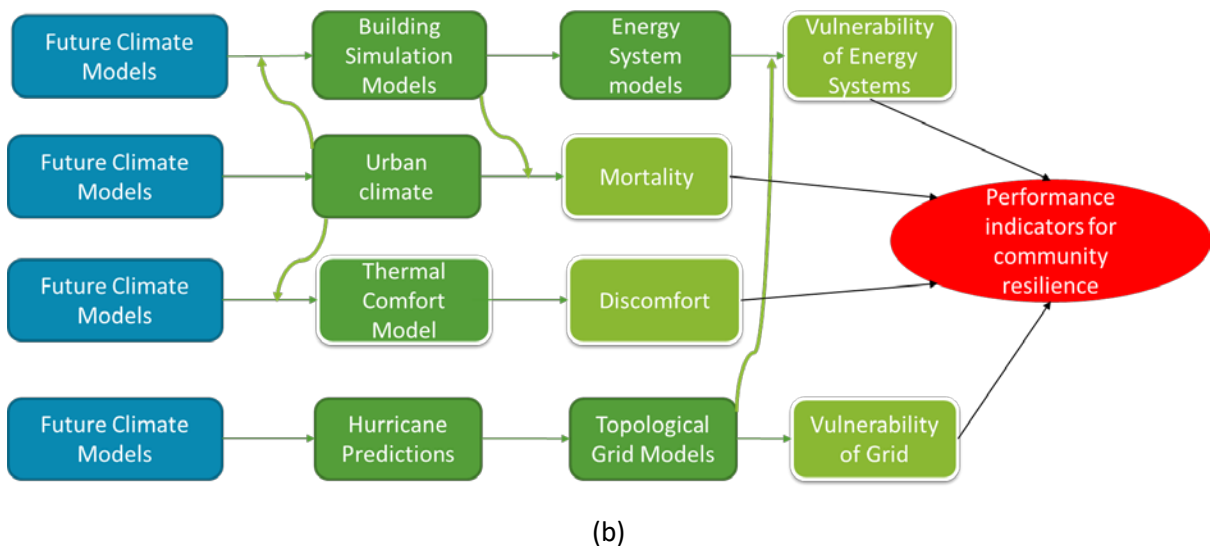 Future Climate
Models
Building
Simulation
Models
Energy
System
models
Vulnerability
of Energy
Systems
Future Climate
Models
Urban
climate
Mortality
Future Climate
Models
Thermal
Comfort
Model
Discomfort
Performance
indicators for
community
resilience
Future Climate
Models
Hurricane
Predictions
Topological
Grid Models
Vulnerability
of Grid
(b)